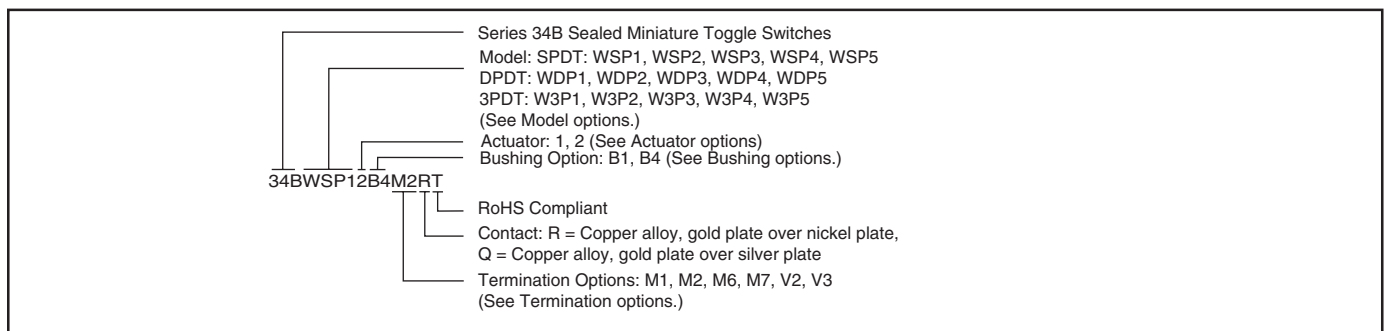 Series 34B Sealed Miniature Toggle Switches
Model: SPDT: WSP1, WSP2, WSP3, WSP4, WSP5
DPDT: WDP1, WDP2, WDP3, WDP4, WDP5
3PDT: W3P1, W3P2, W3P3, W3P4, W3P5
(See Model options.)
Actuator: 1, 2 (See Actuator options)
Bushing Option: B1, B4 (See Bushing options.)
34BWSP12B4M2RT
RoHS Compliant
Contact: R = Copper alloy, gold plate over nickel plate,
Q = Copper alloy, gold plate over silver plate
Termination Options: M1, M2, M6, M7, V2, V3
(See Termination options.)